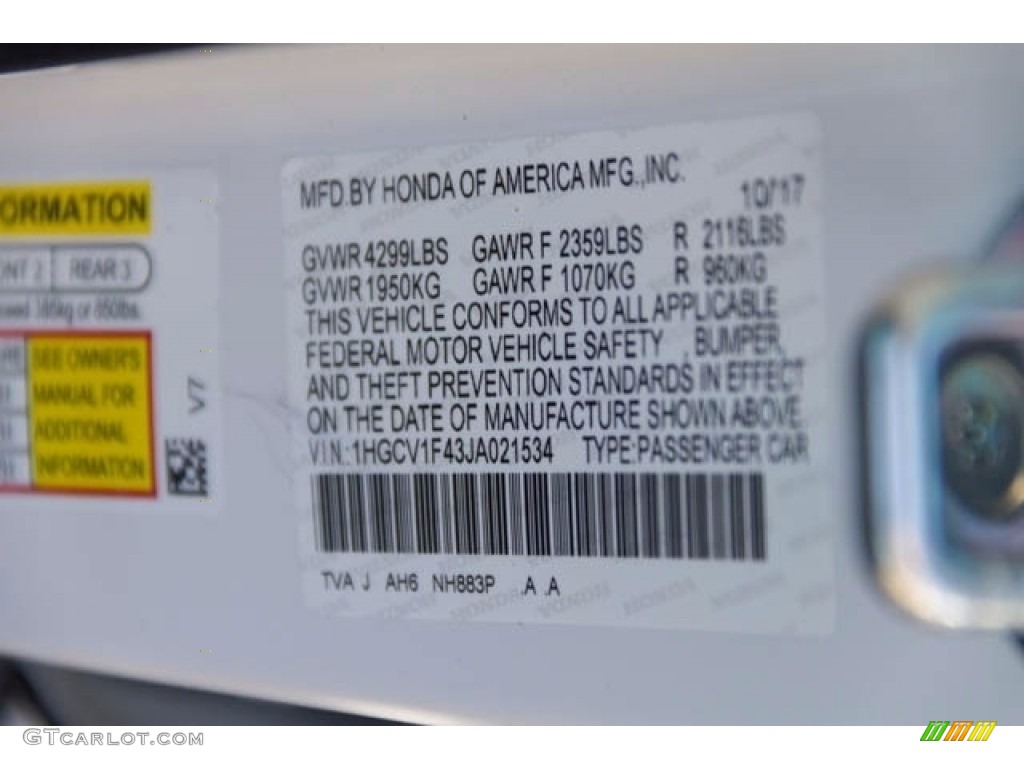 ORMATION
REAR 3
SEE OWNER'S
MANUAL FOR
ADDITIONAL
INFORMATION
V7
MFD.BY HONDA OF AMERICA MFG.,INC.
10/17
GVWR 4299LBS GAWR F 2359LBS R 2116LBS
GVWR 1950KG GAWR F 1070KG R 960KG
THIS VEHICLE CONFORMS TO ALL APPLICABLE
FEDERAL MOTOR VEHICLE SAFETY , BUMPER,
AND THEFT PREVENTION STANDARDS IN EFFECT
ON THE DATE OF MANUFACTURE SHOWN ABOVE.
VIN.:1HGCV1F43JA021534 TYPE:PASSENGER CAR
TVA J AH6 NH883P .A .A
GTCARLOT.COM